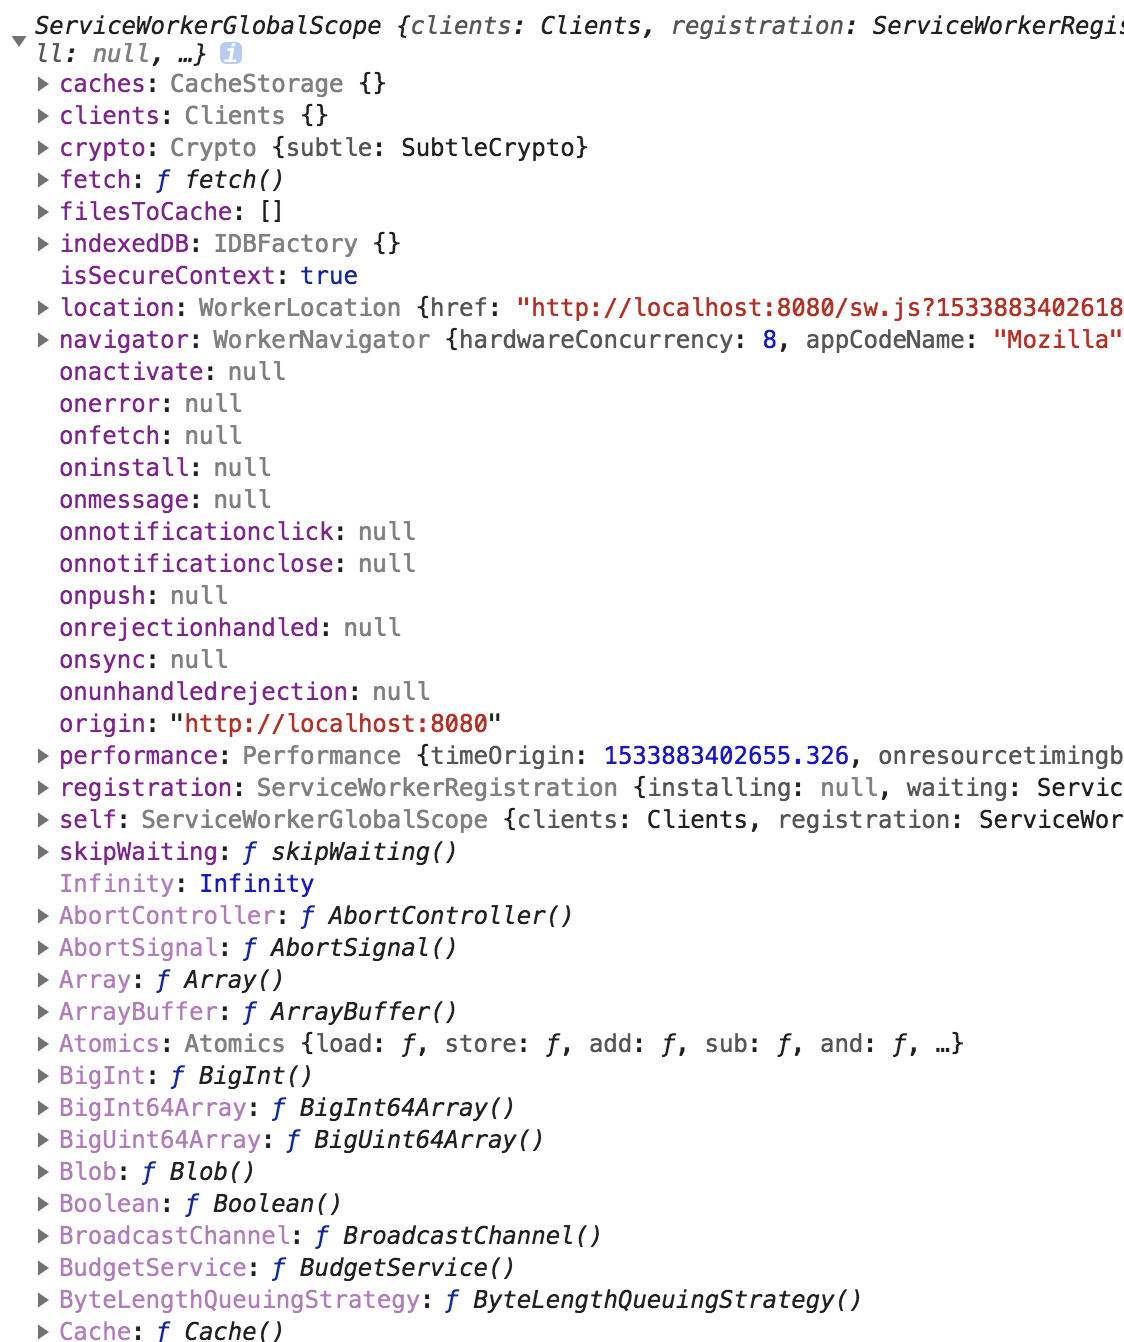 ServiceWorkerGlobalScope {clients: Clients, registration: ServiceWorkerRegis
ll: null, …} i
caches: CacheStorage {}
clients: Clients {}
crypto: Crypto {subtle: SubtleCrypto}
fetch: ƒ fetch()
filesToCache: []
indexedDB: IDBFactory {}
isSecureContext: true
location: WorkerLocation {href: "http://localhost:8080/sw.js?1533883402618
navigator: WorkerNavigator {hardwareConcurrency: 8, appCodeName: "Mozilla"
onactivate: null
onerror: null
onfetch: null
oninstall: null
onmessage: null
onnotificationclick: null
onnotificationclose: null
onpush: null
onrejectionhandled: null
onsync: null
onunhandledrejection: null
origin: "http://localhost:8080"
performance: Performance {timeOrigin: 1533883402655.326, onresourcetimingb
registration: ServiceWorkerRegistration {installing: null, waiting: Servic
self: ServiceWorkerGlobalScope {clients: Clients, registration: ServiceWor
skipWaiting: ƒ skipWaiting()
Infinity: Infinity
AbortController: ƒ AbortController()
AbortSignal: ƒ AbortSignal()
Array: ƒ Array()
ArrayBuffer: ƒ ArrayBuffer()
Atomics: Atomics {load: ƒ, store: ƒ, add: ƒ, sub: ƒ, and: ƒ, …}
BigInt: ƒ BigInt()
BigInt64Array: ƒ BigInt64Array()
BigUint64Array: ƒ BigUint64Array()
Blob: ƒ Blob()
Boolean: ƒ Boolean()
BroadcastChannel: ƒ BroadcastChannel()
BudgetService: ƒ BudgetService()
ByteLengthQueuingStrategy: ƒ ByteLengthQueuingStrategy()
Cache: ƒ Cache()